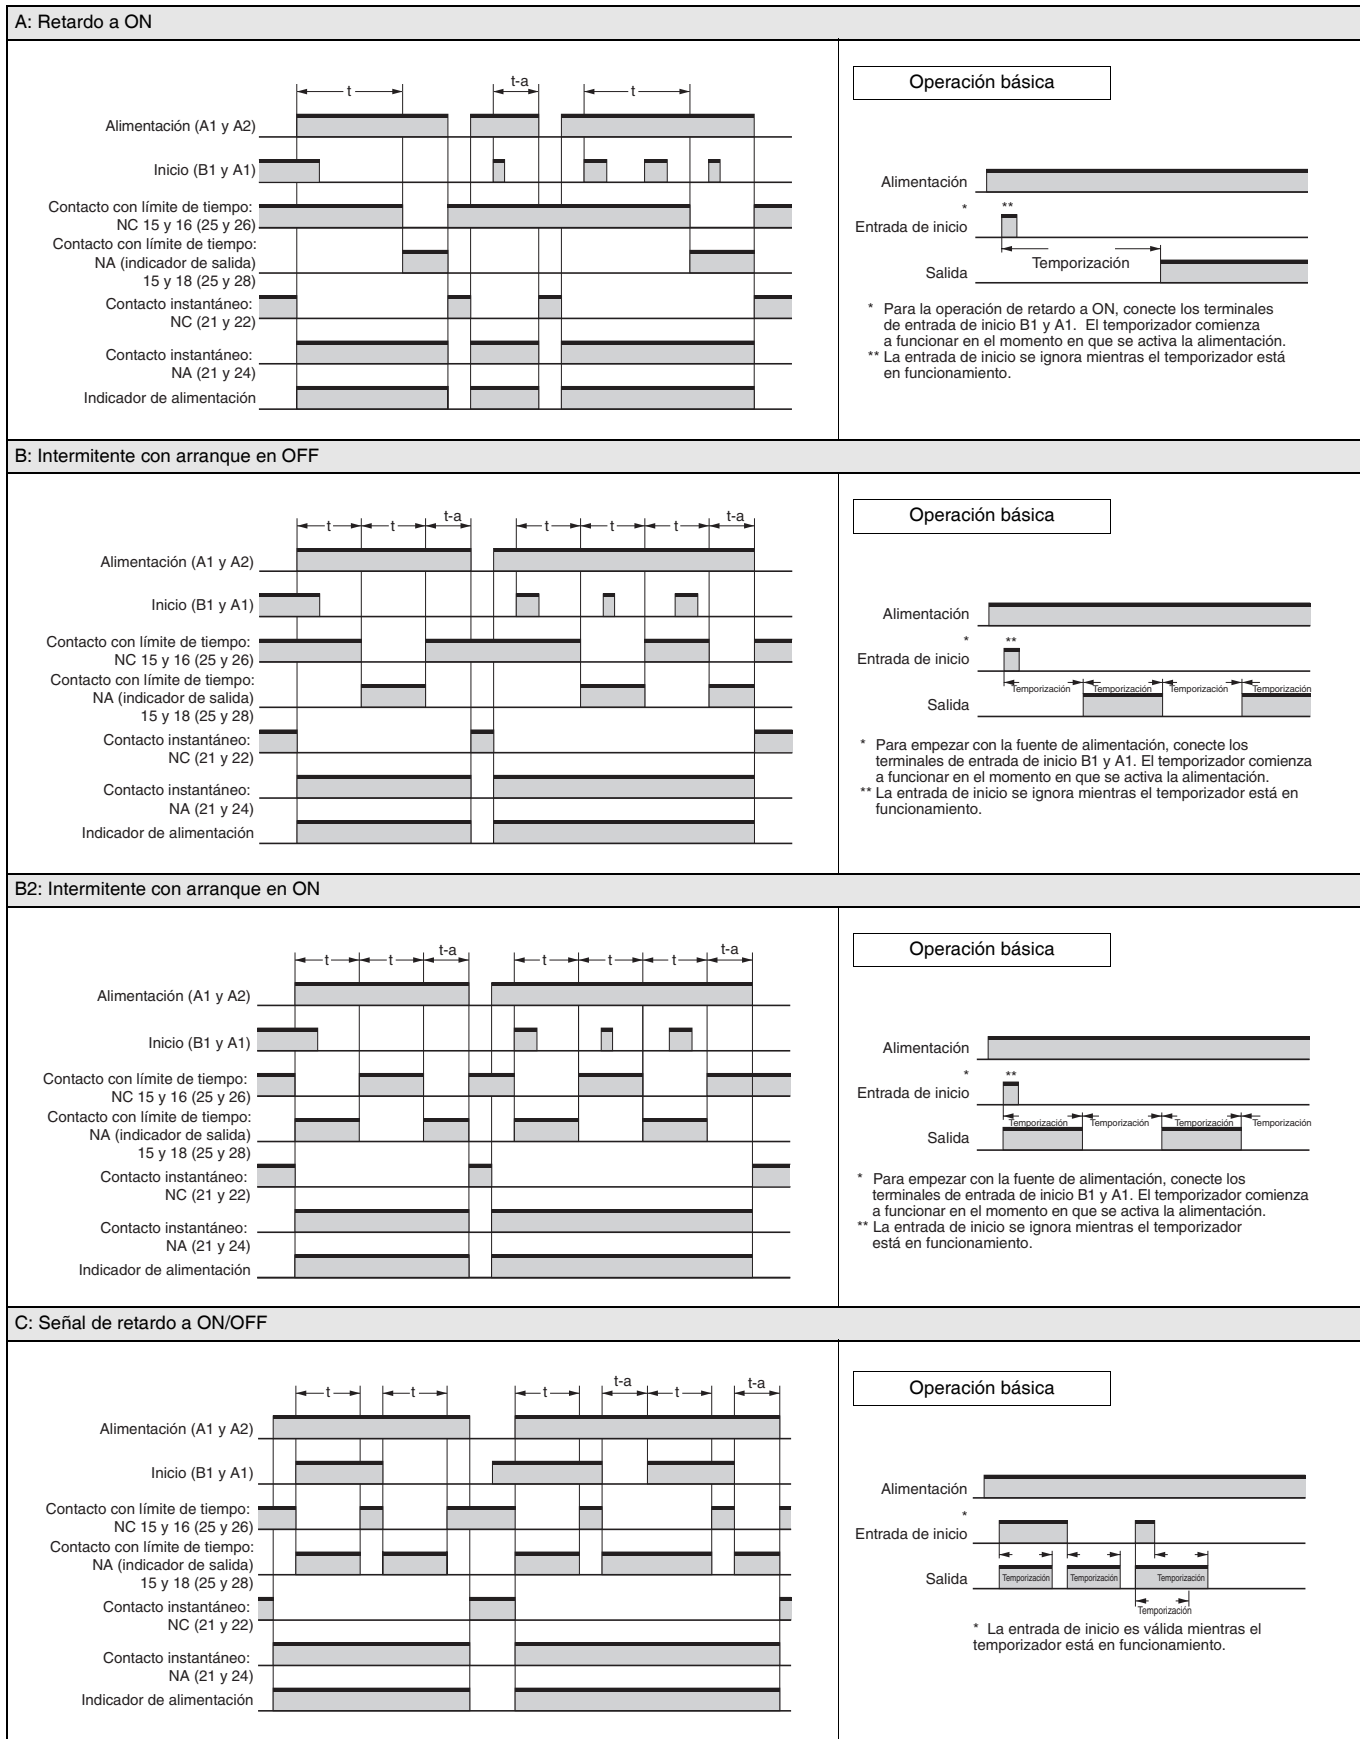 A: Retardo a ON
t
t-a
t
Alimentación (A1 y A2)
Inicio (B1 y A1)
Contacto con límite de tiempo:
NC 15 y 16 (25 y 26)
Contacto con límite de tiempo:
NA (indicador de salida)
15 y 18 (25 y 28)
Contacto instantáneo:
NC (21 y 22)
Contacto instantáneo:
NA (21 y 24)
Indicador de alimentación
Operación básica
Alimentación
*
**
Entrada de inicio
Temporización
Salida
* Para la operación de retardo a ON, conecte los terminales
de entrada de inicio B1 y A1. El temporizador comienza
a funcionar en el momento en que se activa la alimentación.
** La entrada de inicio se ignora mientras el temporizador está
en funcionamiento.
B: Intermitente con arranque en OFF
t
t
t-a
t
t
t
t-a
Alimentación (A1 y A2)
Inicio (B1 y A1)
Contacto con límite de tiempo:
NC 15 y 16 (25 y 26)
Contacto con límite de tiempo:
NA (indicador de salida)
15 y 18 (25 y 28)
Contacto instantáneo:
NC (21 y 22)
Contacto instantáneo:
NA (21 y 24)
Indicador de alimentación
Operación básica
Alimentación
*
**
Entrada de inicio
Temporización
Temporización
Temporización
Temporización
Salida
* Para empezar con la fuente de alimentación, conecte los
terminales de entrada de inicio B1 y A1. El temporizador comienza
a funcionar en el momento en que se activa la alimentación.
** La entrada de inicio se ignora mientras el temporizador está en
funcionamiento.
B2: Intermitente con arranque en ON
t
t
t-a
t
t
t
t-a
Alimentación (A1 y A2)
Inicio (B1 y A1)
Contacto con límite de tiempo:
NC 15 y 16 (25 y 26)
Contacto con límite de tiempo:
NA (indicador de salida)
15 y 18 (25 y 28)
Contacto instantáneo:
NC (21 y 22)
Contacto instantáneo:
NA (21 y 24)
Indicador de alimentación
Operación básica
Alimentación
*
**
Entrada de inicio
Temporización
Temporización
Temporización
Temporización
Salida
* Para empezar con la fuente de alimentación, conecte los
terminales de entrada de inicio B1 y A1. El temporizador comienza
a funcionar en el momento en que se activa la alimentación.
** La entrada de inicio se ignora mientras el temporizador
está en funcionamiento.
C: Señal de retardo a ON/OFF
t
t
t
t-a
t
t-a
Alimentación (A1 y A2)
Inicio (B1 y A1)
Contacto con límite de tiempo:
NC 15 y 16 (25 y 26)
Contacto con límite de tiempo:
NA (indicador de salida)
15 y 18 (25 y 28)
Contacto instantáneo:
NC (21 y 22)
Contacto instantáneo:
NA (21 y 24)
Indicador de alimentación
Operación básica
Alimentación
*
Entrada de inicio
Salida
Temporización
Temporización
Temporización
Temporización
* La entrada de inicio es válida mientras el
temporizador está en funcionamiento.